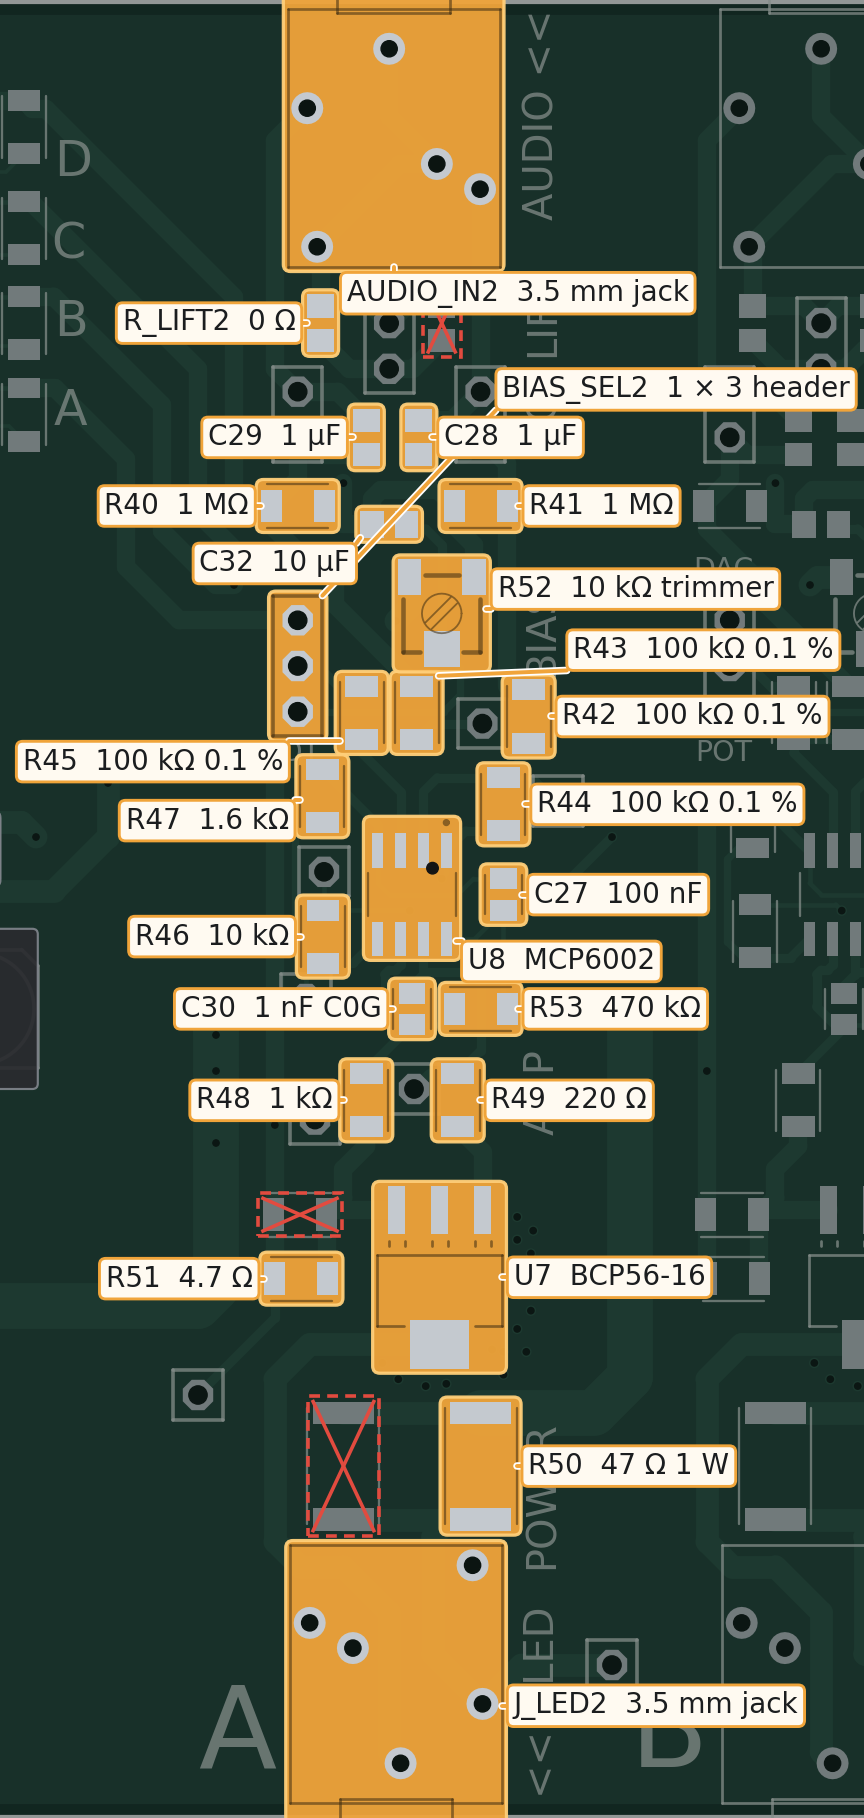 AUDIO <<
D
C
B
A
AUDIO_IN2 3.5 mm jack
R_LIFT2 0 Ω
BIAS_SEL2 1 × 3 header
C29 1 µF
C28 1 µF
R40 1 MΩ
R41 1 MΩ
C32 10 µF
R52 10 kΩ trimmer
BIAS
R43 100 kΩ 0.1 %
R42 100 kΩ 0.1 %
POT
R45 100 kΩ 0.1 %
R47 1.6 kΩ
R44 100 kΩ 0.1 %
C27 100 nF
R46 10 kΩ
U8 MCP6002
C30 1 nF C0G
R53 470 kΩ
R48 1 kΩ
R49 220 Ω
R51 4.7 Ω
U7 BCP56-16
POWER
R50 47 Ω 1 W
<< LED
J_LED2 3.5 mm jack
A
B